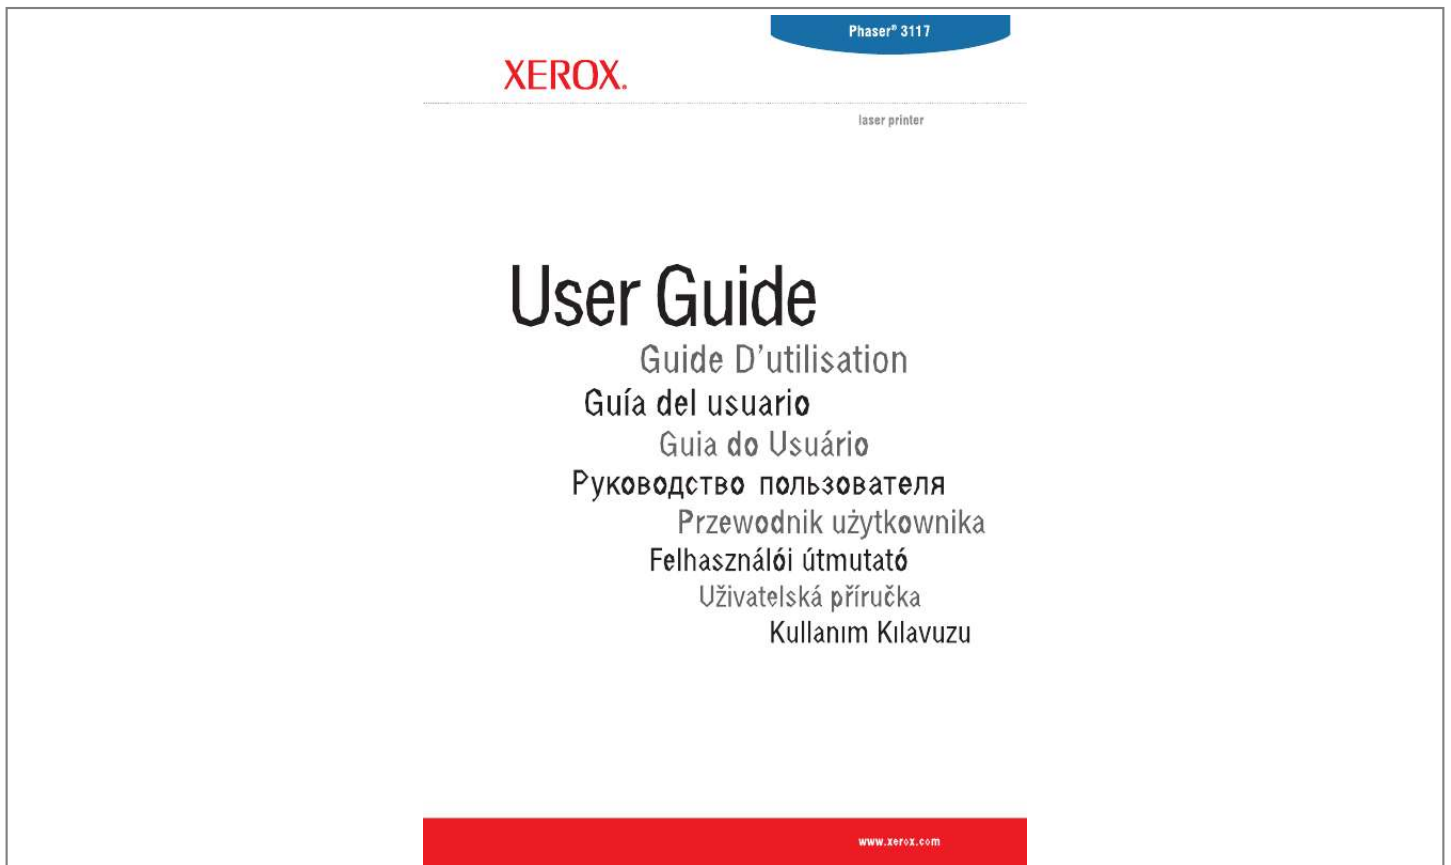 Phaser® 3117
XEROX.
laser printer
User Guide
Guide D'utilisation
Guía del usuario
Guia do Usuário
Руководство пользователя
Przewodnik użytkownika
Felhasználói útmutató
Uživatelská příručka
Kullanım Kılavuzu
www.xerox.com